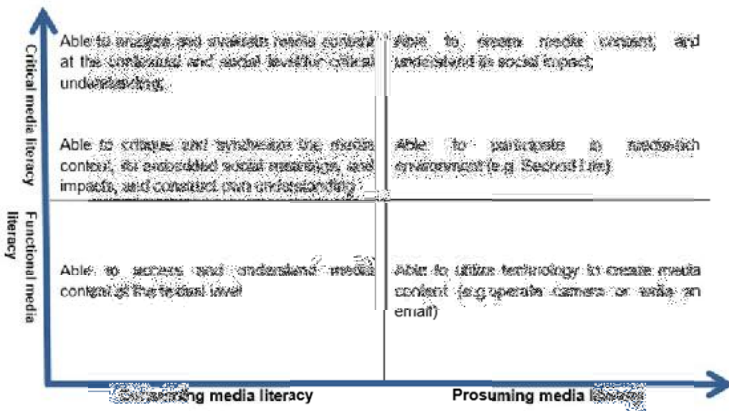 Able to analyse and evaluate media content
at the contextual and social level for critical
understanding;
Able to create media content, and
understand its social impact;
Able to critique and synthesize the media
content, its embedded social meanings, and
impacts, and construct own understanding
Able to participate in media-rich
environment (e.g. Second Life)
Critical media literacy
Functional media
literacy
Able to access and understand media
content at the textual level
Able to utilize technology to create media
content (e.g. operate camera or write an
email)
Consuming media literacy
Prosuming media literacy